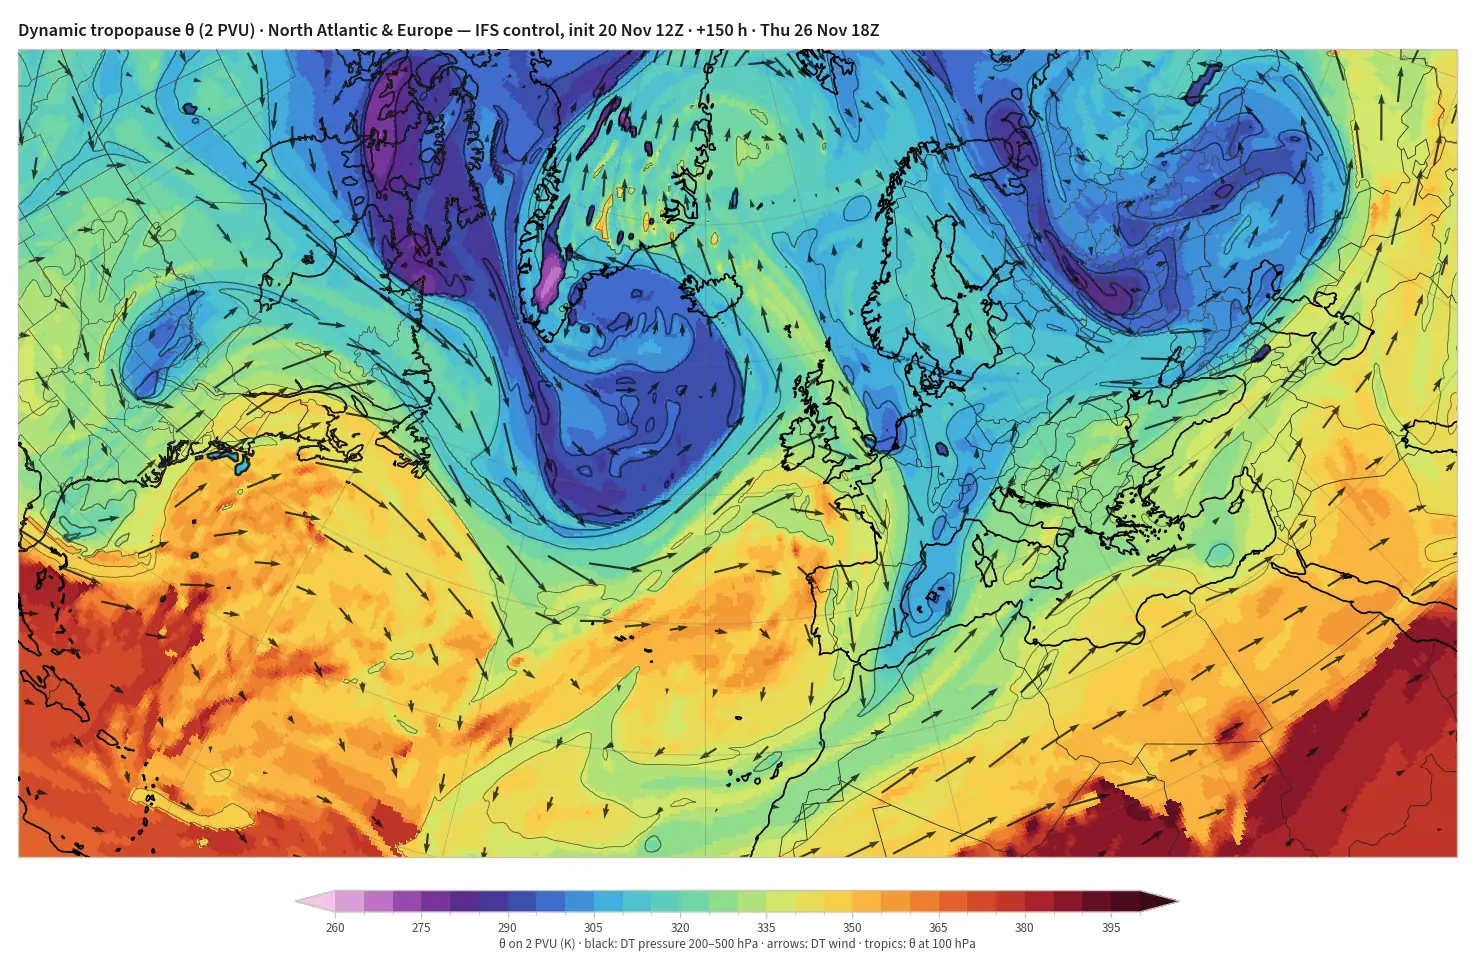 Dynamic tropopause θ (2 PVU) · North Atlantic & Europe — IFS control, init 20 Nov 12Z · +150 h · Thu 26 Nov 18Z
260 275 290 305 320 335 350 365 380 395
θ on 2 PVU (K) · black: DT pressure 200–500 hPa · arrows: DT wind · tropics: θ at 100 hPa